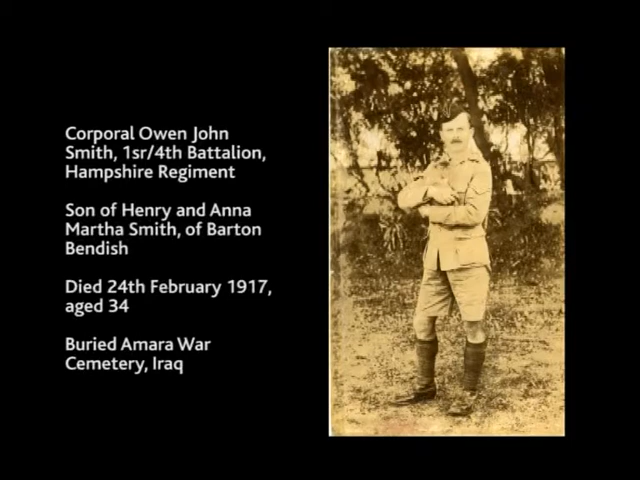 Corporal Owen John
Smith, 1sr/4th Battalion,
Hampshire Regiment
Son of Henry and Anna
Martha Smith, of Barton
Bendish
Died 24th February 1917,
aged 34
Buried Amara War
Cemetery, Iraq